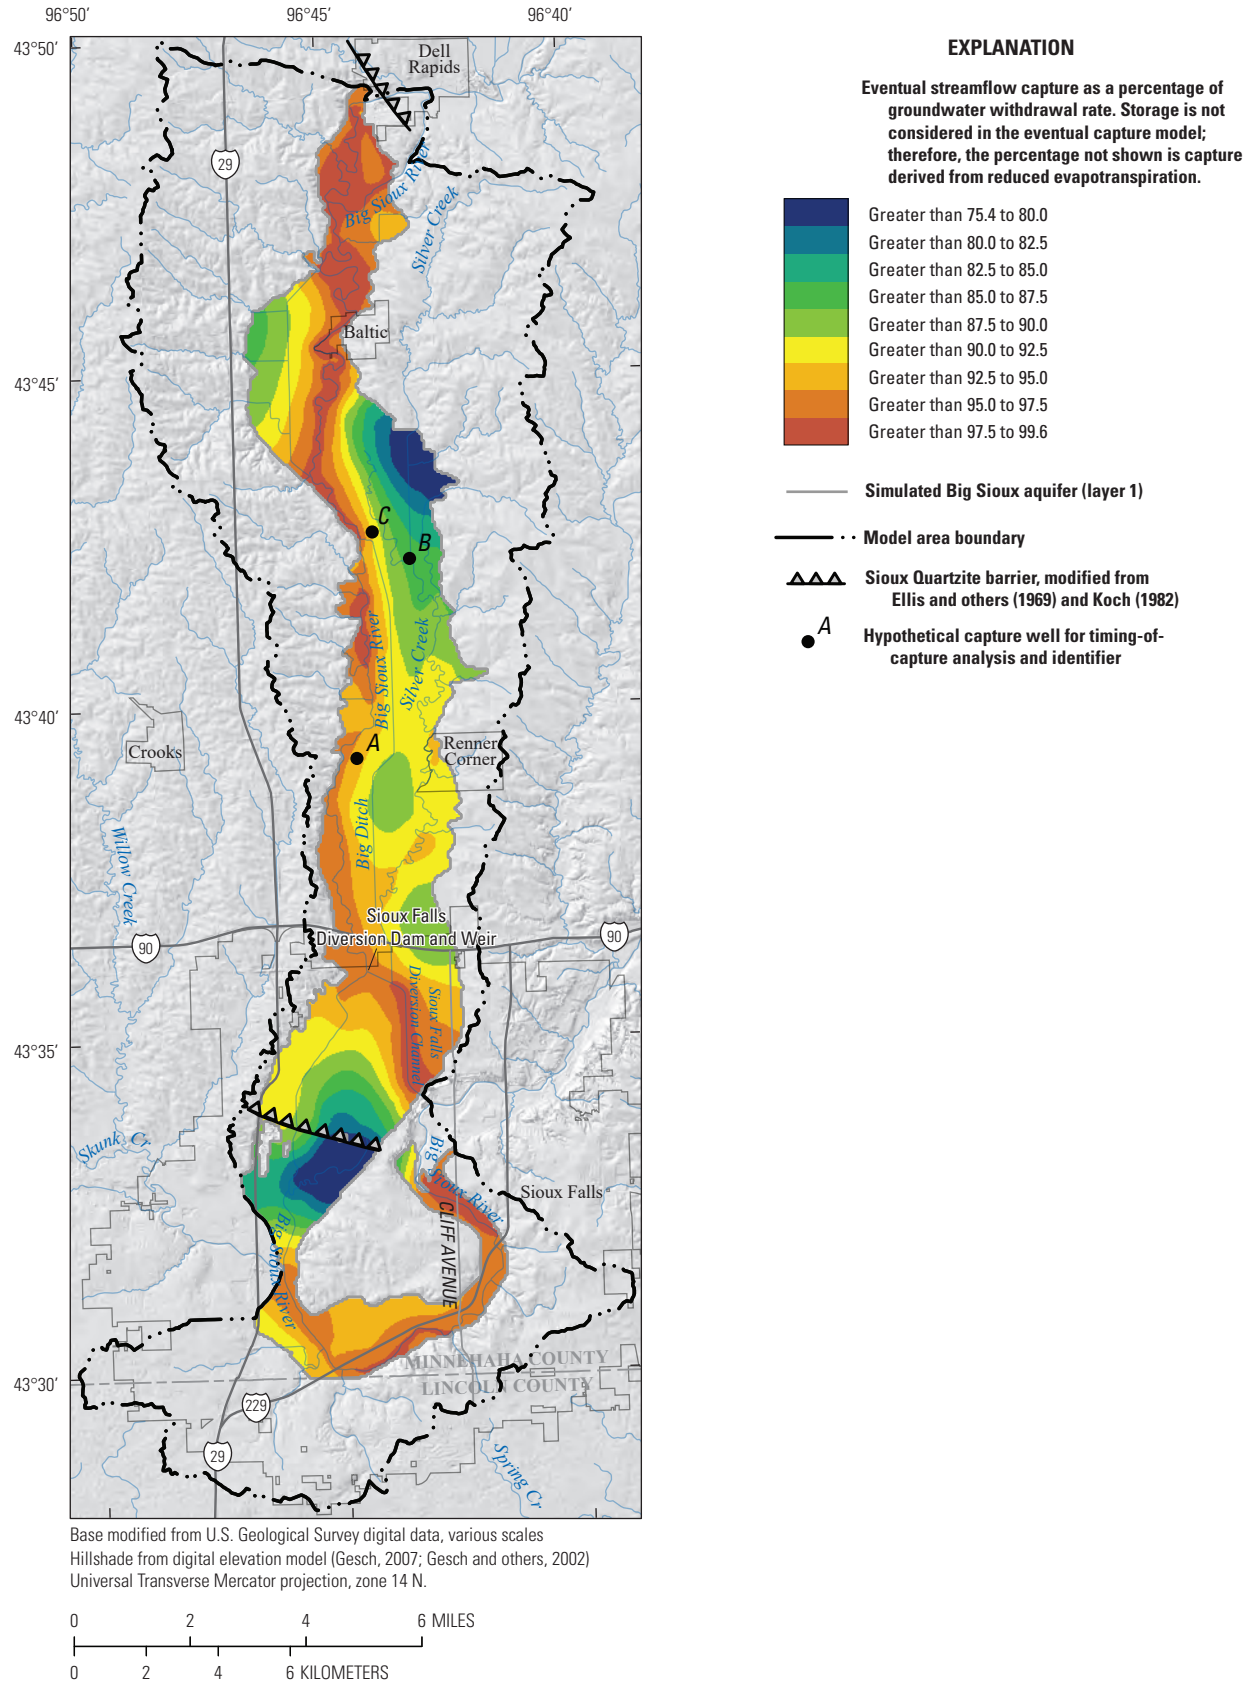 96°50′
96°45′
96°40′
43°50′
43°45′
43°40′
43°35′
43°30′
Dell
Rapids
29
Big Sioux River
Silver Creek
Baltic
C
B
Big Sioux River
Silver Creek
A
Renner
Corner
Crooks
Big Ditch
Willow Creek
Sioux Falls
Diversion Dam and Weir
90
90
Sioux Falls
Diversion Channel
Skunk Cr
Big Sioux River
Sioux Falls
CLIFF AVENUE
Big Sioux River
MINNEHAHA COUNTY
LINCOLN COUNTY
229
29
Spring Cr
Base modified from U.S. Geological Survey digital data, various scales
Hillshade from digital elevation model (Gesch, 2007; Gesch and others, 2002)
Universal Transverse Mercator projection, zone 14 N.
0 2 4 6 MILES
0 2 4 6 KILOMETERS
EXPLANATION
Eventual streamflow capture as a percentage of
groundwater withdrawal rate. Storage is not
considered in the eventual capture model;
therefore, the percentage not shown is capture
derived from reduced evapotranspiration.
Greater than 75.4 to 80.0
Greater than 80.0 to 82.5
Greater than 82.5 to 85.0
Greater than 85.0 to 87.5
Greater than 87.5 to 90.0
Greater than 90.0 to 92.5
Greater than 92.5 to 95.0
Greater than 95.0 to 97.5
Greater than 97.5 to 99.6
Simulated Big Sioux aquifer (layer 1)
Model area boundary
Sioux Quartzite barrier, modified from
Ellis and others (1969) and Koch (1982)
A
Hypothetical capture well for timing-of-
capture analysis and identifier